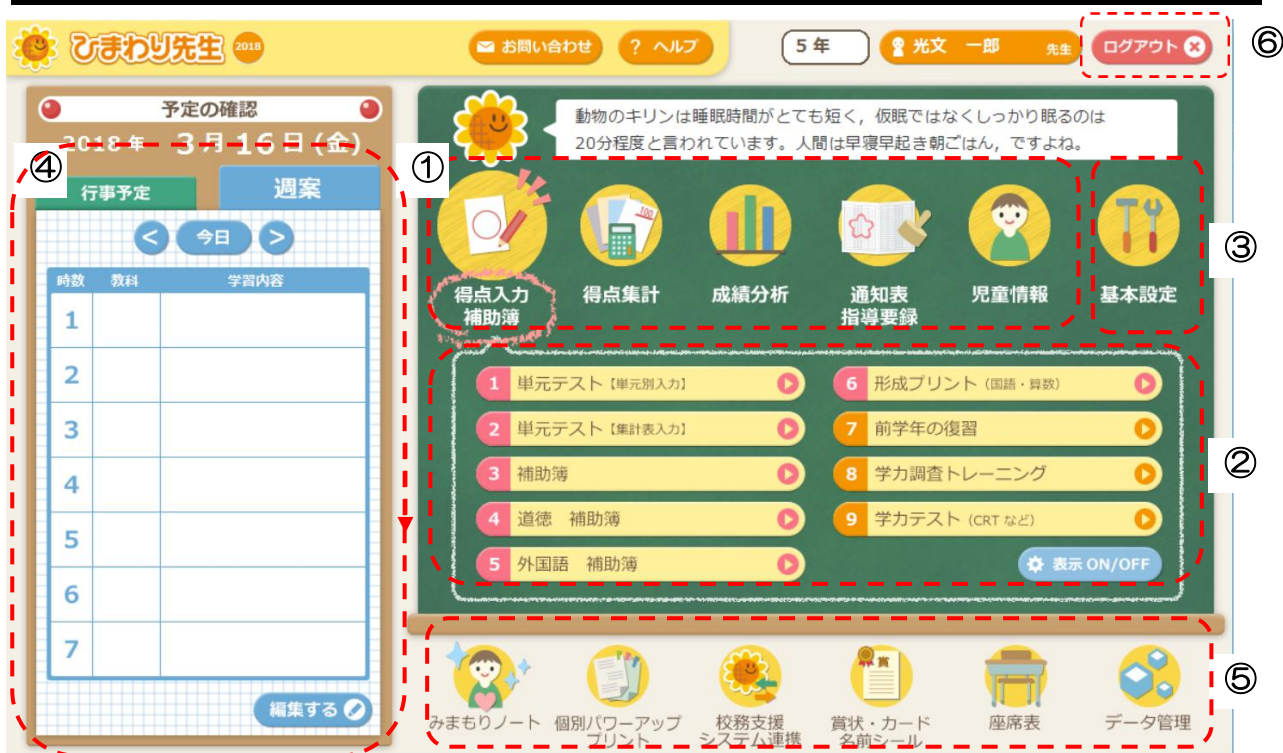 ひまわり先生 2018
お問い合わせ
? ヘルプ
5 年
光文 一郎 先生
ログアウト
⑥
予定の確認
2018 年 3 月 16 日 (金)
④
行事予定
週案
< 今日 >
時数 教科 学習内容
1
2
3
4
5
6
7
編集する
動物のキリンは睡眠時間がとても短く，仮眠ではなくしっかり眠るのは
20分程度と言われています。人間は早寝早起き朝ごはん，ですよね。
①
100
得点入力
補助簿
得点集計
成績分析
通知表
指導要録
児童情報
基本設定
③
1 単元テスト【単元別入力】
2 単元テスト【集計表入力】
3 補助簿
4 道徳 補助簿
5 外国語 補助簿
6 形成プリント (国語・算数)
7 前学年の復習
8 学力調査トレーニング
9 学力テスト (CRT など)
表示 ON/OFF
②
みまもりノート
個別パワーアップ
プリント
校務支援
システム連携
賞
賞状・カード
名前シール
座席表
データ管理
⑤